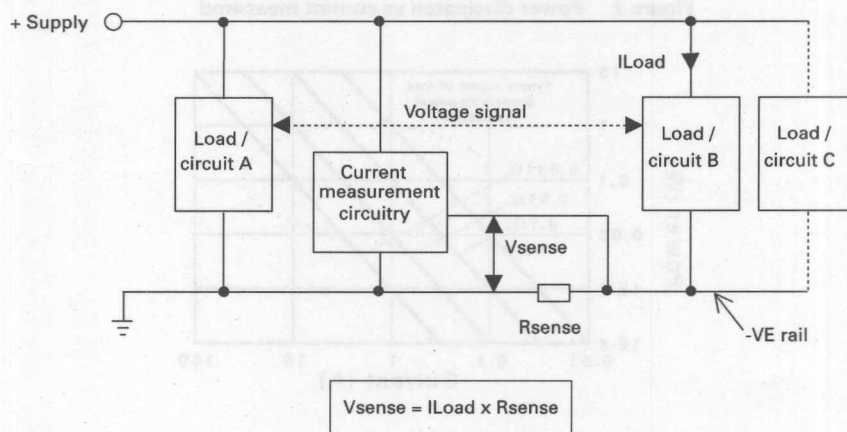 + Supply
ILoad
Voltage signal
Load /
circuit A
Load /
circuit B
Load /
circuit C
Current
measurement
circuitry
Vsense
Rsense
-VE rail
Vsense = ILoad x Rsense